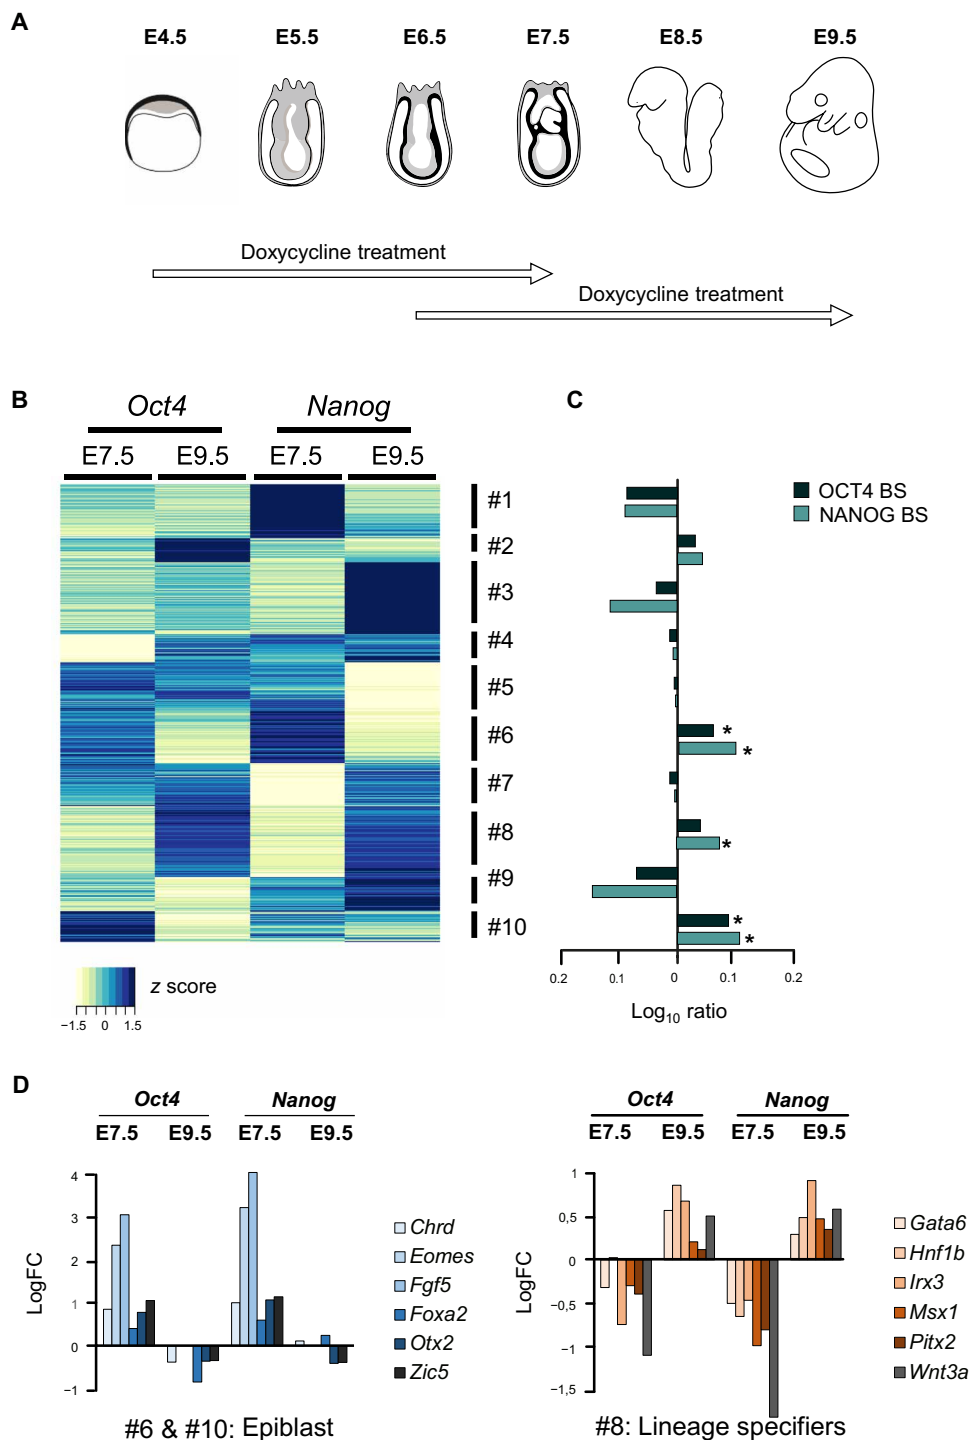 A
E4.5 E5.5 E6.5 E7.5 E8.5 E9.5
Doxycycline treatment
Doxycycline treatment
B
Oct4 Nanog
E7.5 E9.5 E7.5 E9.5
#1
#2
#3
#4
#5
#6
#7
#8
#9
#10
−1.5 0 1.5
z score
C
OCT4 BS
NANOG BS
*
*
*
*
*
0.2 0.1 0 0.1 0.2
Log₁₀ ratio
D
Oct4 Nanog
E7.5 E9.5 E7.5 E9.5
4
3
2
1
0
−1
LogFC
Chrd
Eomes
Fgf5
Foxa2
Otx2
Zic5
#6 & #10: Epiblast
Oct4 Nanog
E7.5 E9.5 E7.5 E9.5
1
0,5
0
−0,5
−1
−1,5
LogFC
Gata6
Hnf1b
Irx3
Msx1
Pitx2
Wnt3a
#8: Lineage specifiers